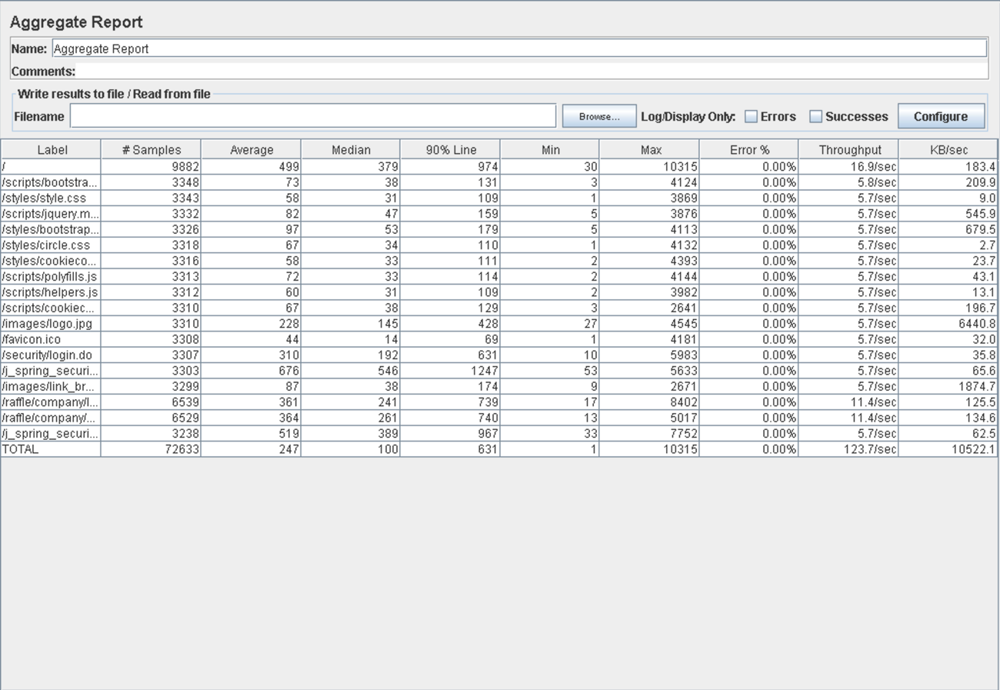 Aggregate Report
Name: Aggregate Report
Comments:
Write results to file / Read from file
Filename Browse... Log/Display Only: Errors Successes Configure
Label # Samples Average Median 90% Line Min Max Error % Throughput KB/sec
/ 9882 499 379 974 30 10315 0.00% 16.9/sec 183.4
/scripts/bootstra... 3348 73 38 131 3 4124 0.00% 5.8/sec 209.9
/styles/style.css 3343 58 31 109 1 3869 0.00% 5.7/sec 9.0
/scripts/jquery.m... 3332 82 47 159 5 3876 0.00% 5.7/sec 545.9
/styles/bootstrap... 3326 97 53 179 5 4113 0.00% 5.7/sec 679.5
/styles/circle.css 3318 67 34 110 1 4132 0.00% 5.7/sec 2.7
/styles/cookieco... 3316 58 33 111 2 4393 0.00% 5.7/sec 23.7
/scripts/polyfills.js 3313 72 33 114 2 4144 0.00% 5.7/sec 43.1
/scripts/helpers.js 3312 60 31 109 2 3982 0.00% 5.7/sec 13.1
/scripts/cookiec... 3310 67 38 129 3 2641 0.00% 5.7/sec 196.7
/images/logo.jpg 3310 228 145 428 27 4545 0.00% 5.7/sec 6440.8
/favicon.ico 3308 44 14 69 1 4181 0.00% 5.7/sec 32.0
/security/login.do 3307 310 192 631 10 5983 0.00% 5.7/sec 35.8
/j_spring_securi... 3303 676 546 1247 53 5633 0.00% 5.7/sec 65.6
/images/link_br... 3299 87 38 174 9 2671 0.00% 5.7/sec 1874.7
/raffle/company/l... 6539 361 241 739 17 8402 0.00% 11.4/sec 125.5
/raffle/company/... 6529 364 261 740 13 5017 0.00% 11.4/sec 134.6
/j_spring_securi... 3238 519 389 967 33 7752 0.00% 5.7/sec 62.5
TOTAL 72633 247 100 631 1 10315 0.00% 123.7/sec 10522.1